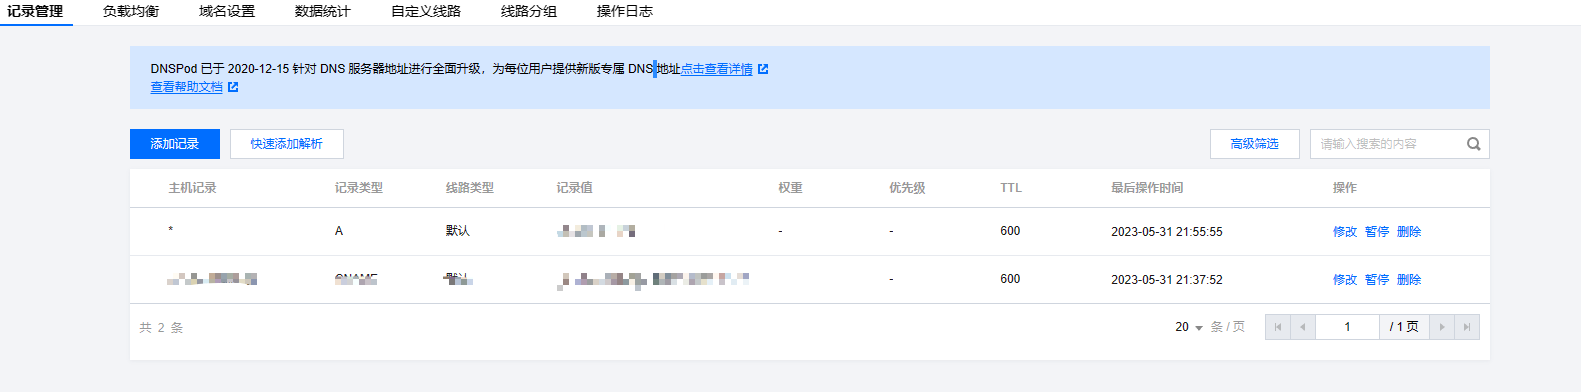 记录管理 负载均衡 域名设置 数据统计 自定义线路 线路分组 操作日志
DNSPod 已于 2020-12-15 针对 DNS 服务器地址进行全面升级，为每位用户提供新版专属 DNS 地址点击查看详情
查看帮助文档
添加记录 快速添加解析 高级筛选 请输入搜索的内容
主机记录 记录类型 线路类型 记录值 权重 优先级 TTL 最后操作时间 操作
* A 默认 - - 600 2023-05-31 21:55:55 修改 暂停 删除
CNAME 默认 - 600 2023-05-31 21:37:52 修改 暂停 删除
共 2 条 20 条 / 页 1 / 1 页